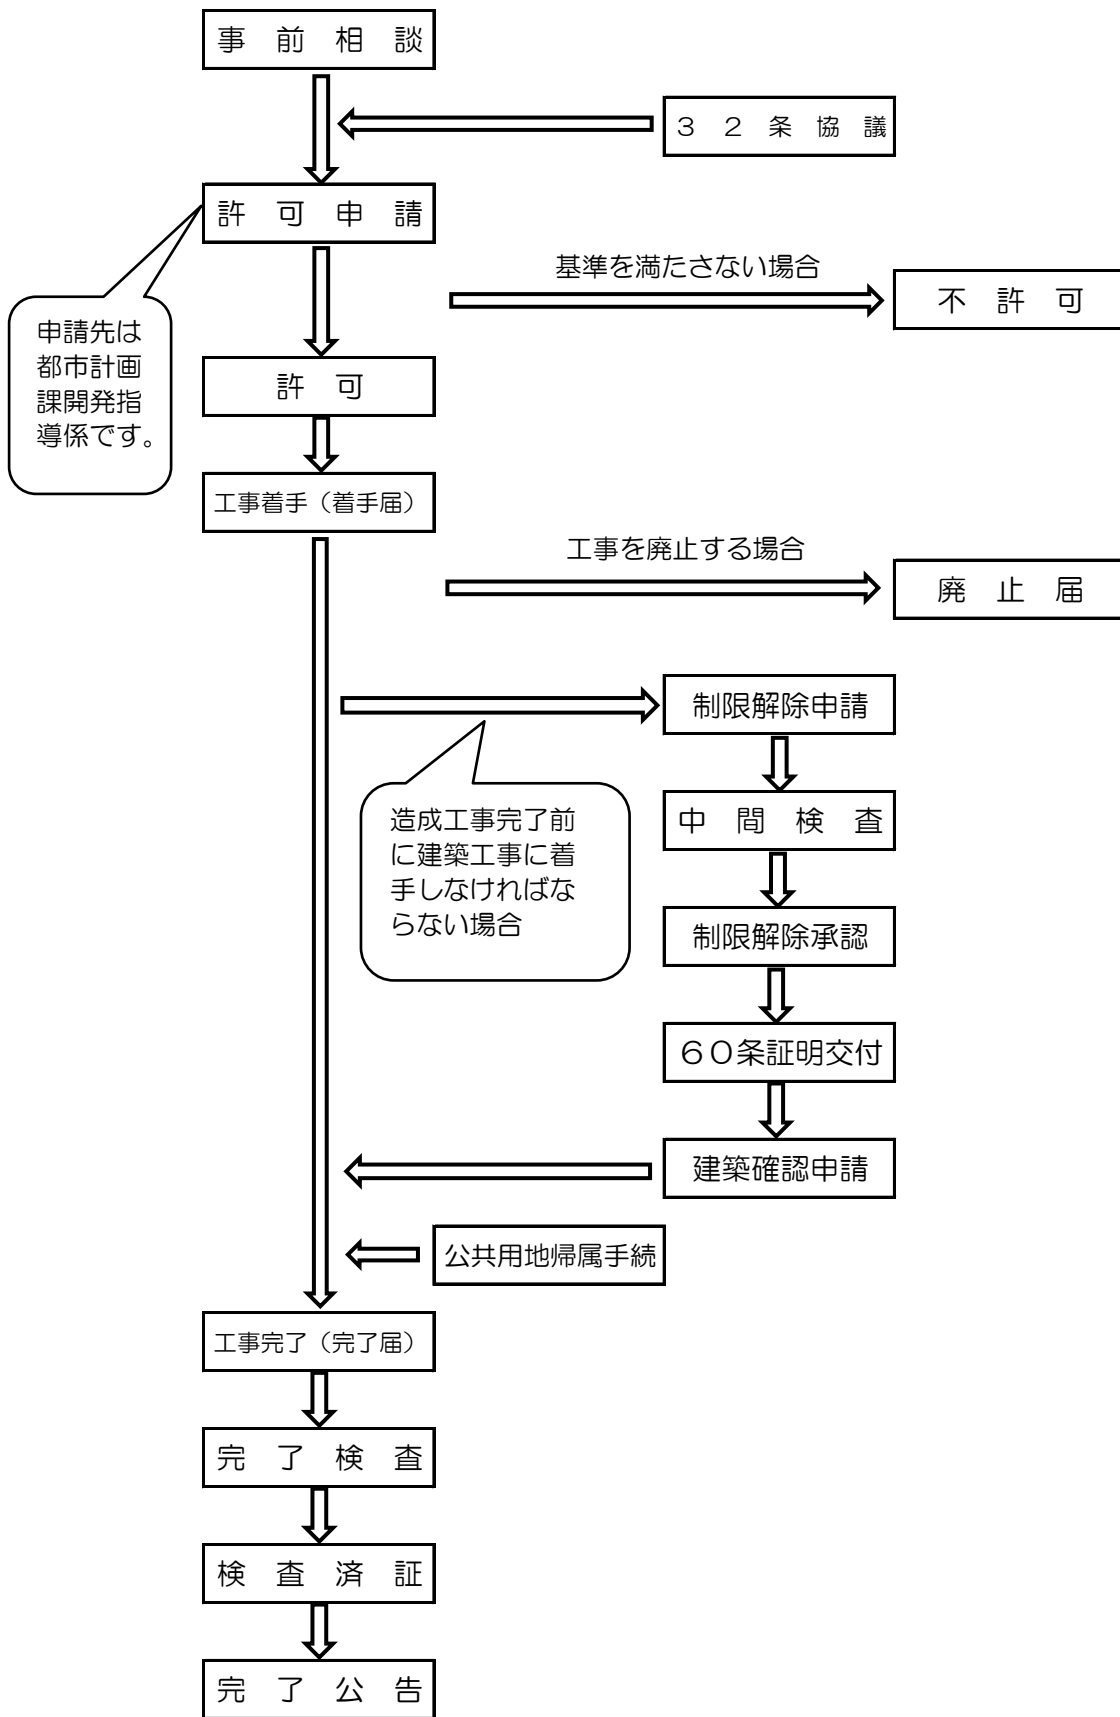 事前相談
３２条協議
許可申請
基準を満たさない場合
不許可
申請先は
都市計画
課開発指
導係です。
許可
工事着手（着手届）
工事を廃止する場合
廃止届
制限解除申請
造成工事完了前
に建築工事に着
手しなければな
らない場合
中間検査
制限解除承認
６０条証明交付
建築確認申請
公共用地帰属手続
工事完了（完了届）
完了検査
検査済証
完了公告